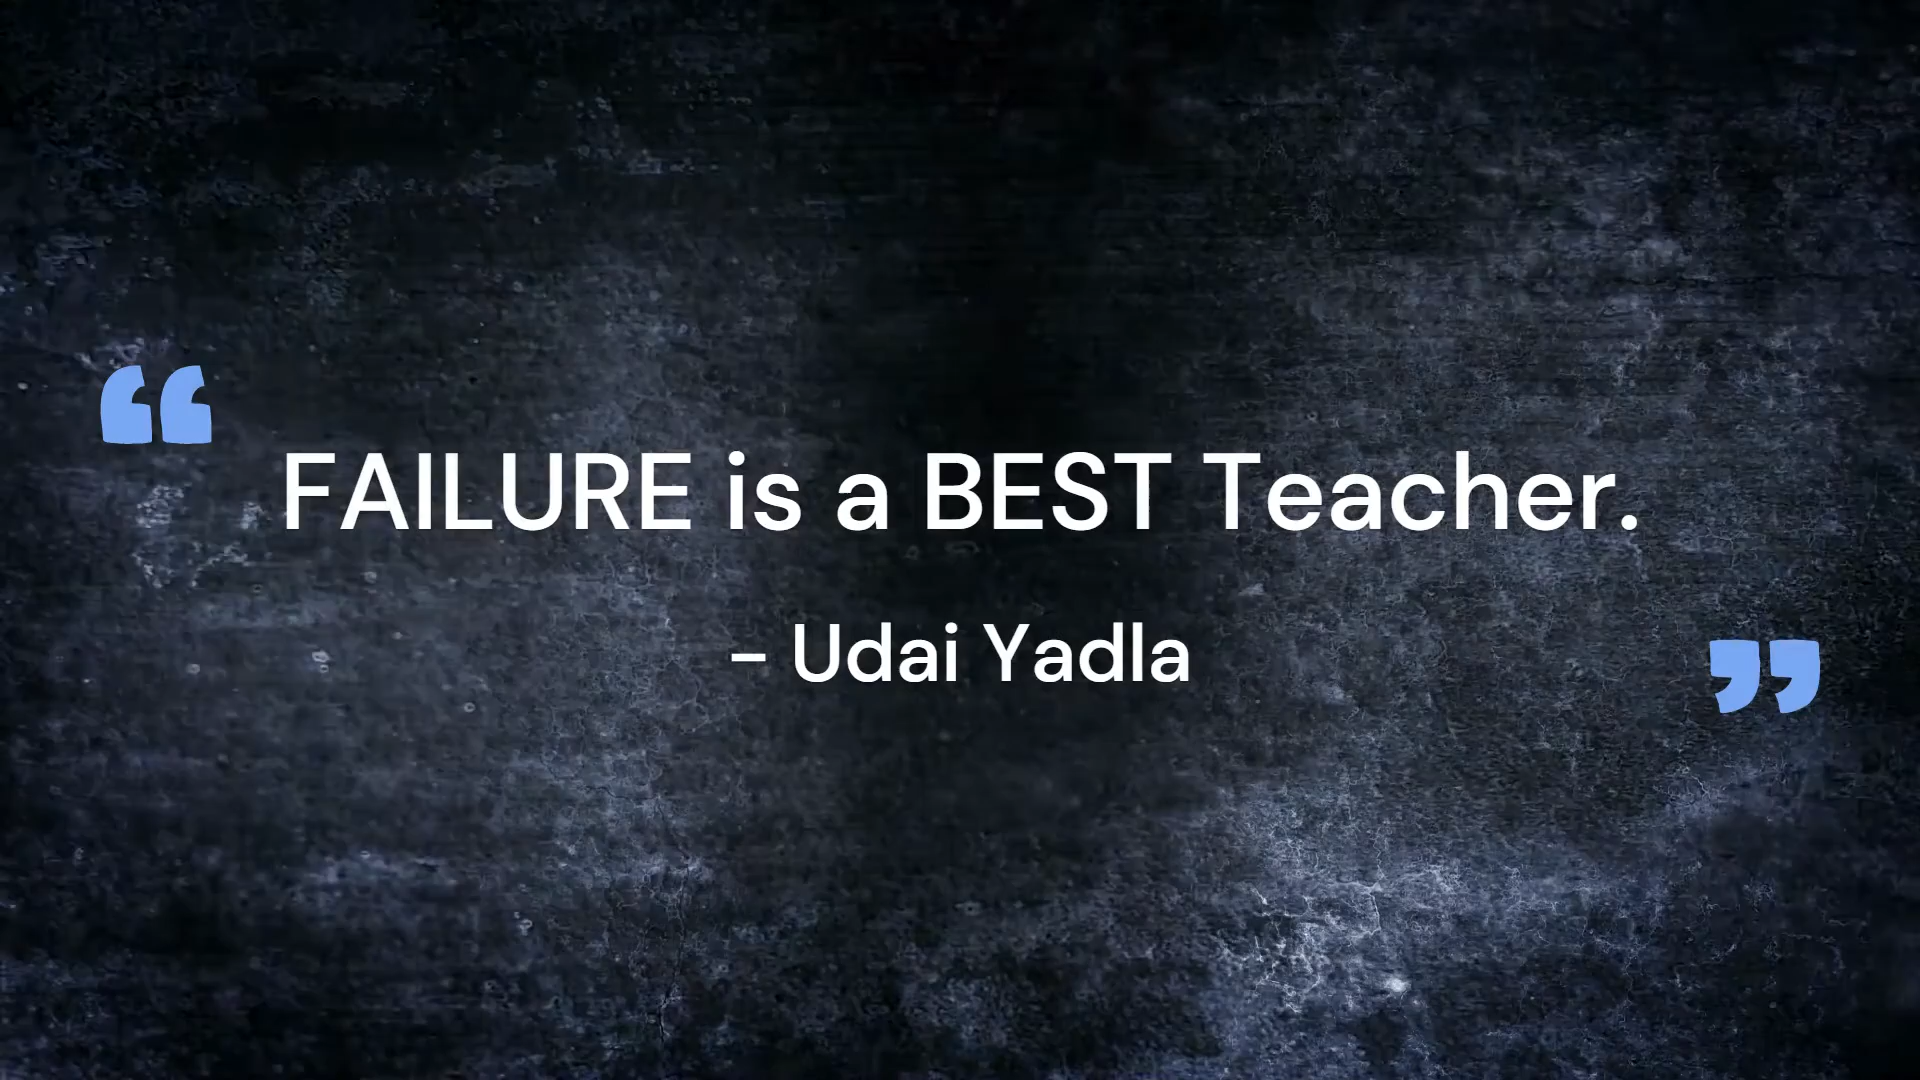 “
FAILURE is a BEST Teacher.
– Udai Yadla
”